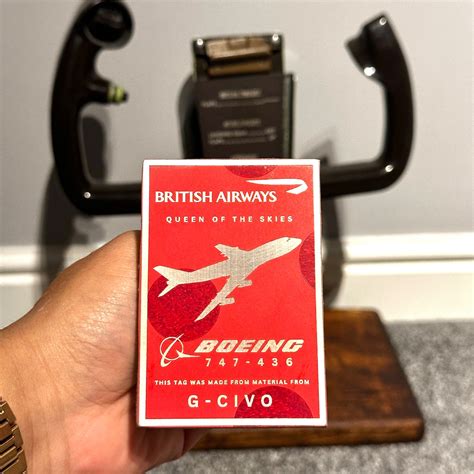 BRITISH AIRWAYS
QUEEN OF THE SKIES
BOEING
747-436
THIS TAG WAS MADE FROM MATERIAL FROM
G-CIVO